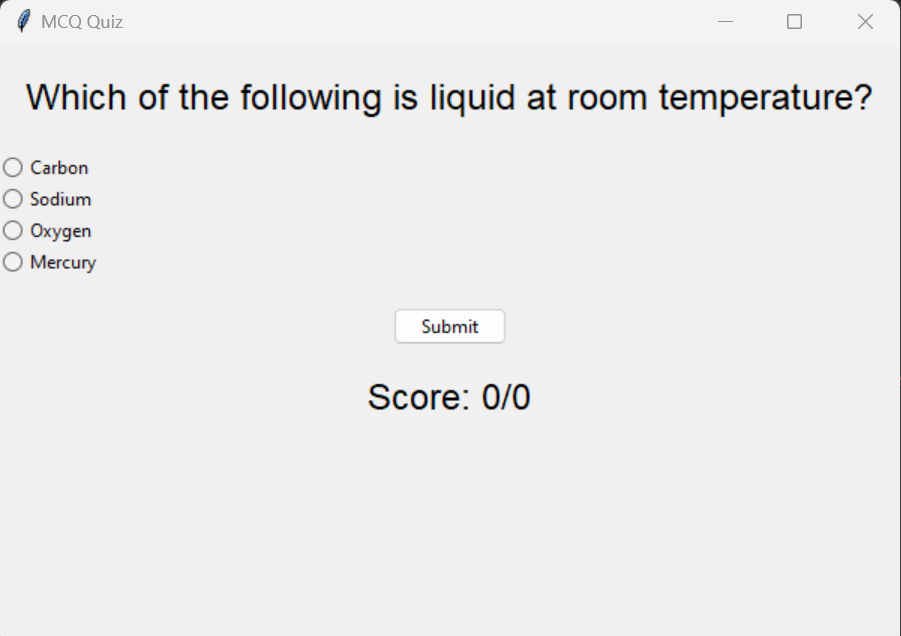 MCQ Quiz
Which of the following is liquid at room temperature?
Carbon
Sodium
Oxygen
Mercury
Submit
Score: 0/0